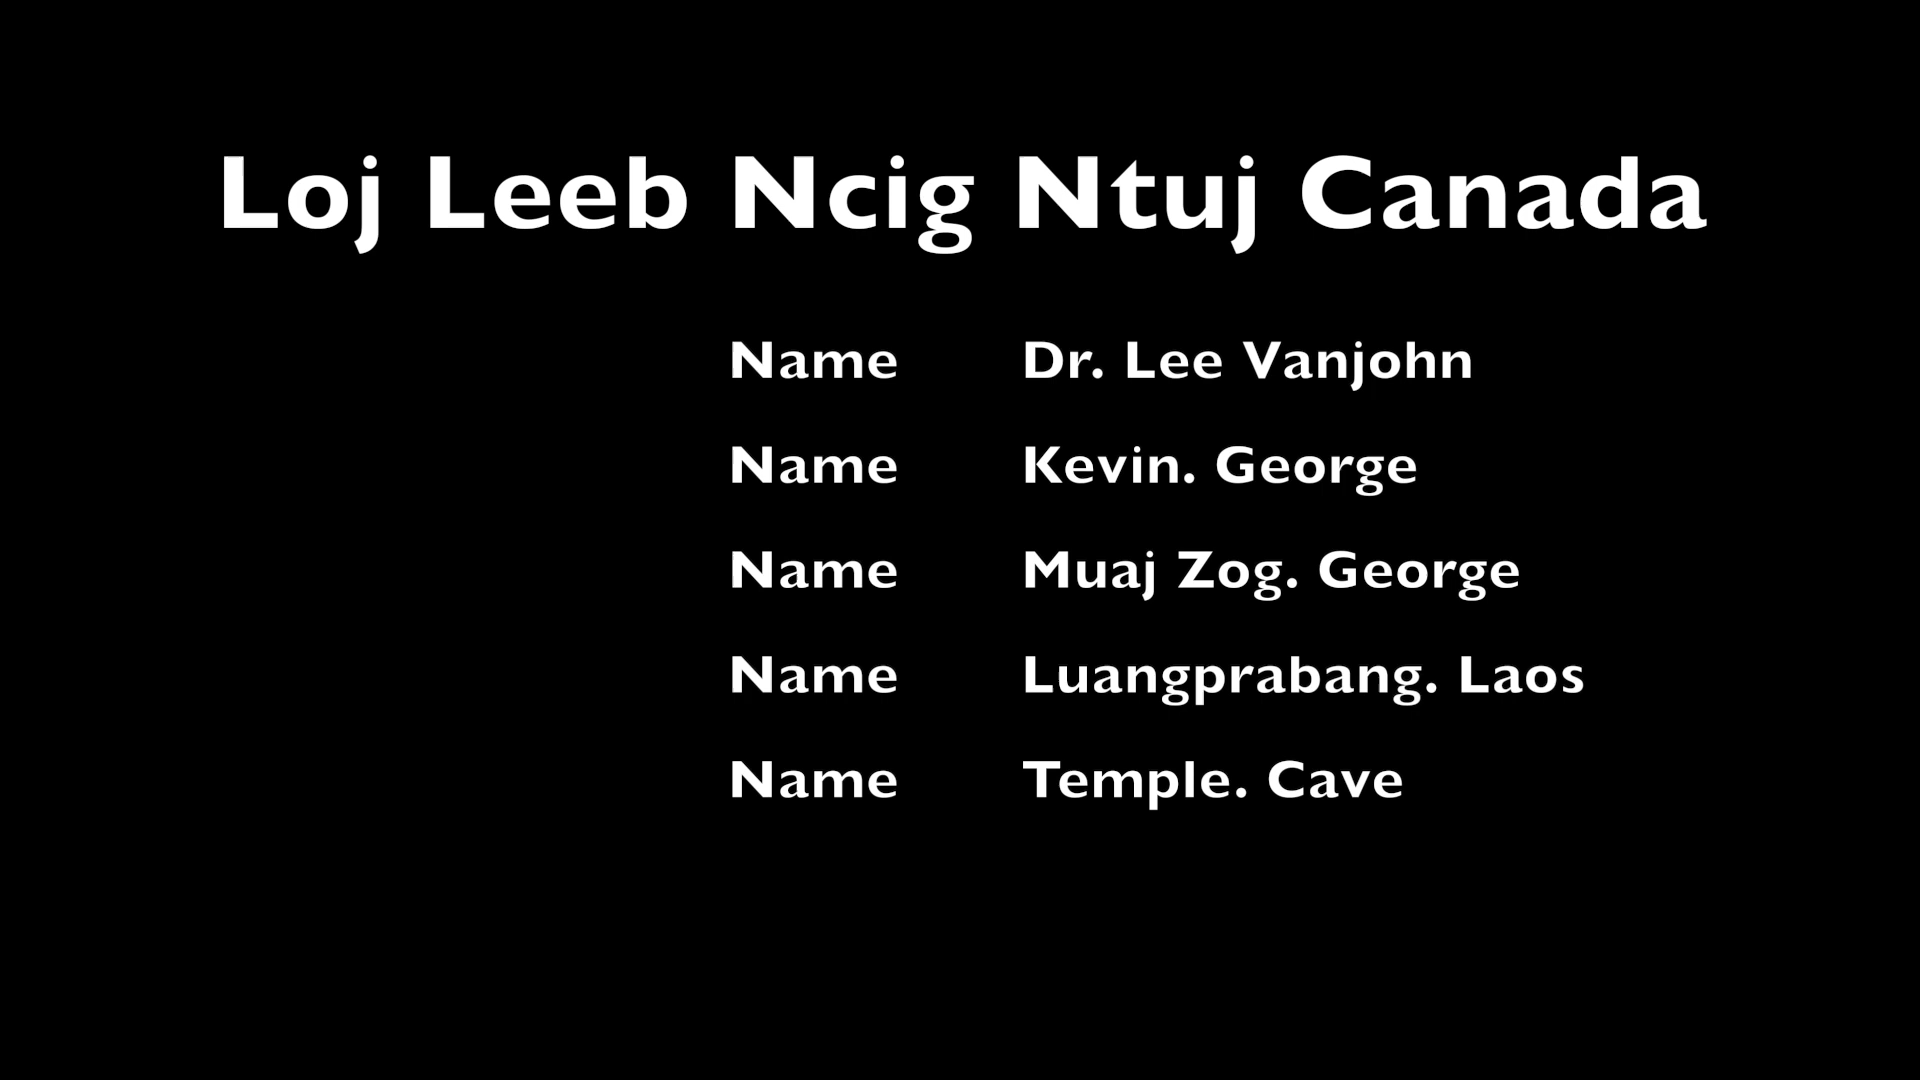 Loj Leeb Ncig Ntuj Canada
Name Dr. Lee Vanjohn
Name Kevin. George
Name Muaj Zog. George
Name Luangprabang. Laos
Name Temple. Cave